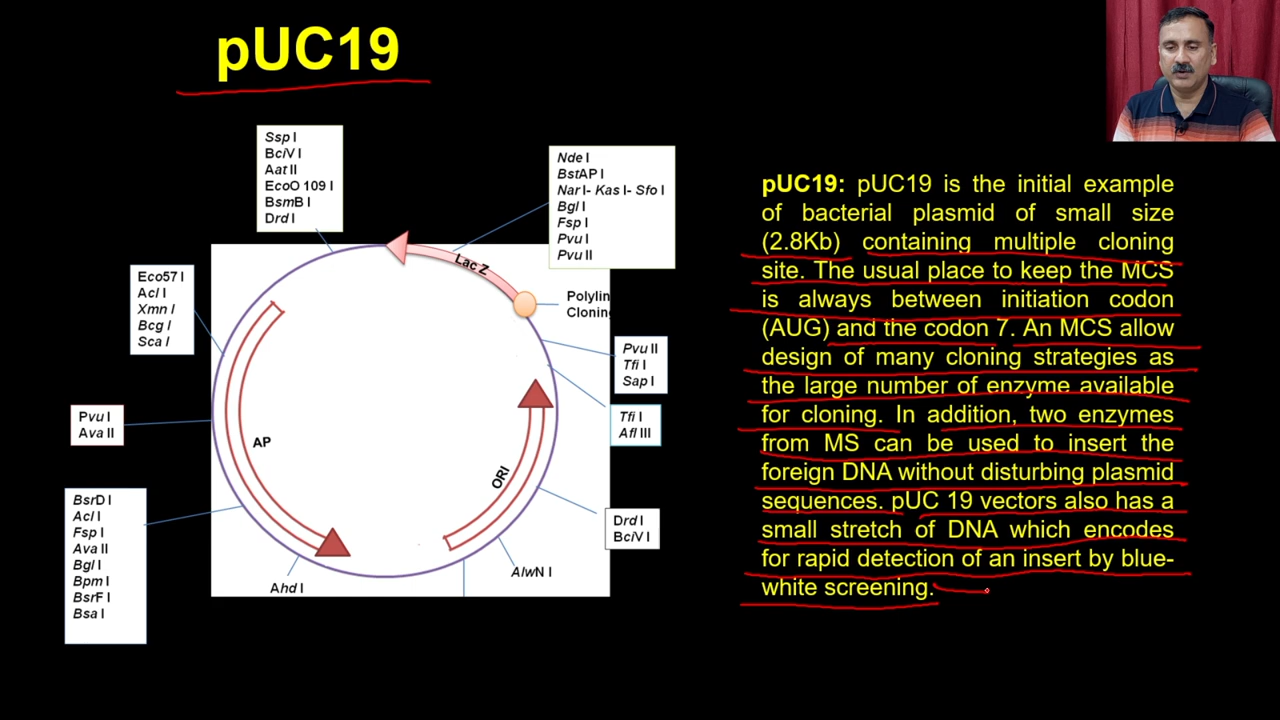 pUC19
Ssp I
BciV I
Aat II
EcoO 109 I
BsmB I
Drd I
Nde I
BstAP I
Nar I- Kas I- Sfo I
Bgl I
Fsp I
Pvu I
Pvu II
Lac Z
Eco57 I
Acl I
Xmn I
Bcg I
Sca I
Polylin
Cloning
Pvu II
Tfi I
Sap I
Tfi I
Afl III
Pvu I
Ava II
AP
ORI
BsrD I
Acl I
Fsp I
Ava II
Bgl I
Bpm I
BsrF I
Bsa I
Drd I
BciV I
AlwN I
Ahd I
pUC19: pUC19 is the initial example
of bacterial plasmid of small size
(2.8Kb) containing multiple cloning
site. The usual place to keep the MCS
is always between initiation codon
(AUG) and the codon 7. An MCS allow
design of many cloning strategies as
the large number of enzyme available
for cloning. In addition, two enzymes
from MS can be used to insert the
foreign DNA without disturbing plasmid
sequences. pUC 19 vectors also has a
small stretch of DNA which encodes
for rapid detection of an insert by blue-
white screening.